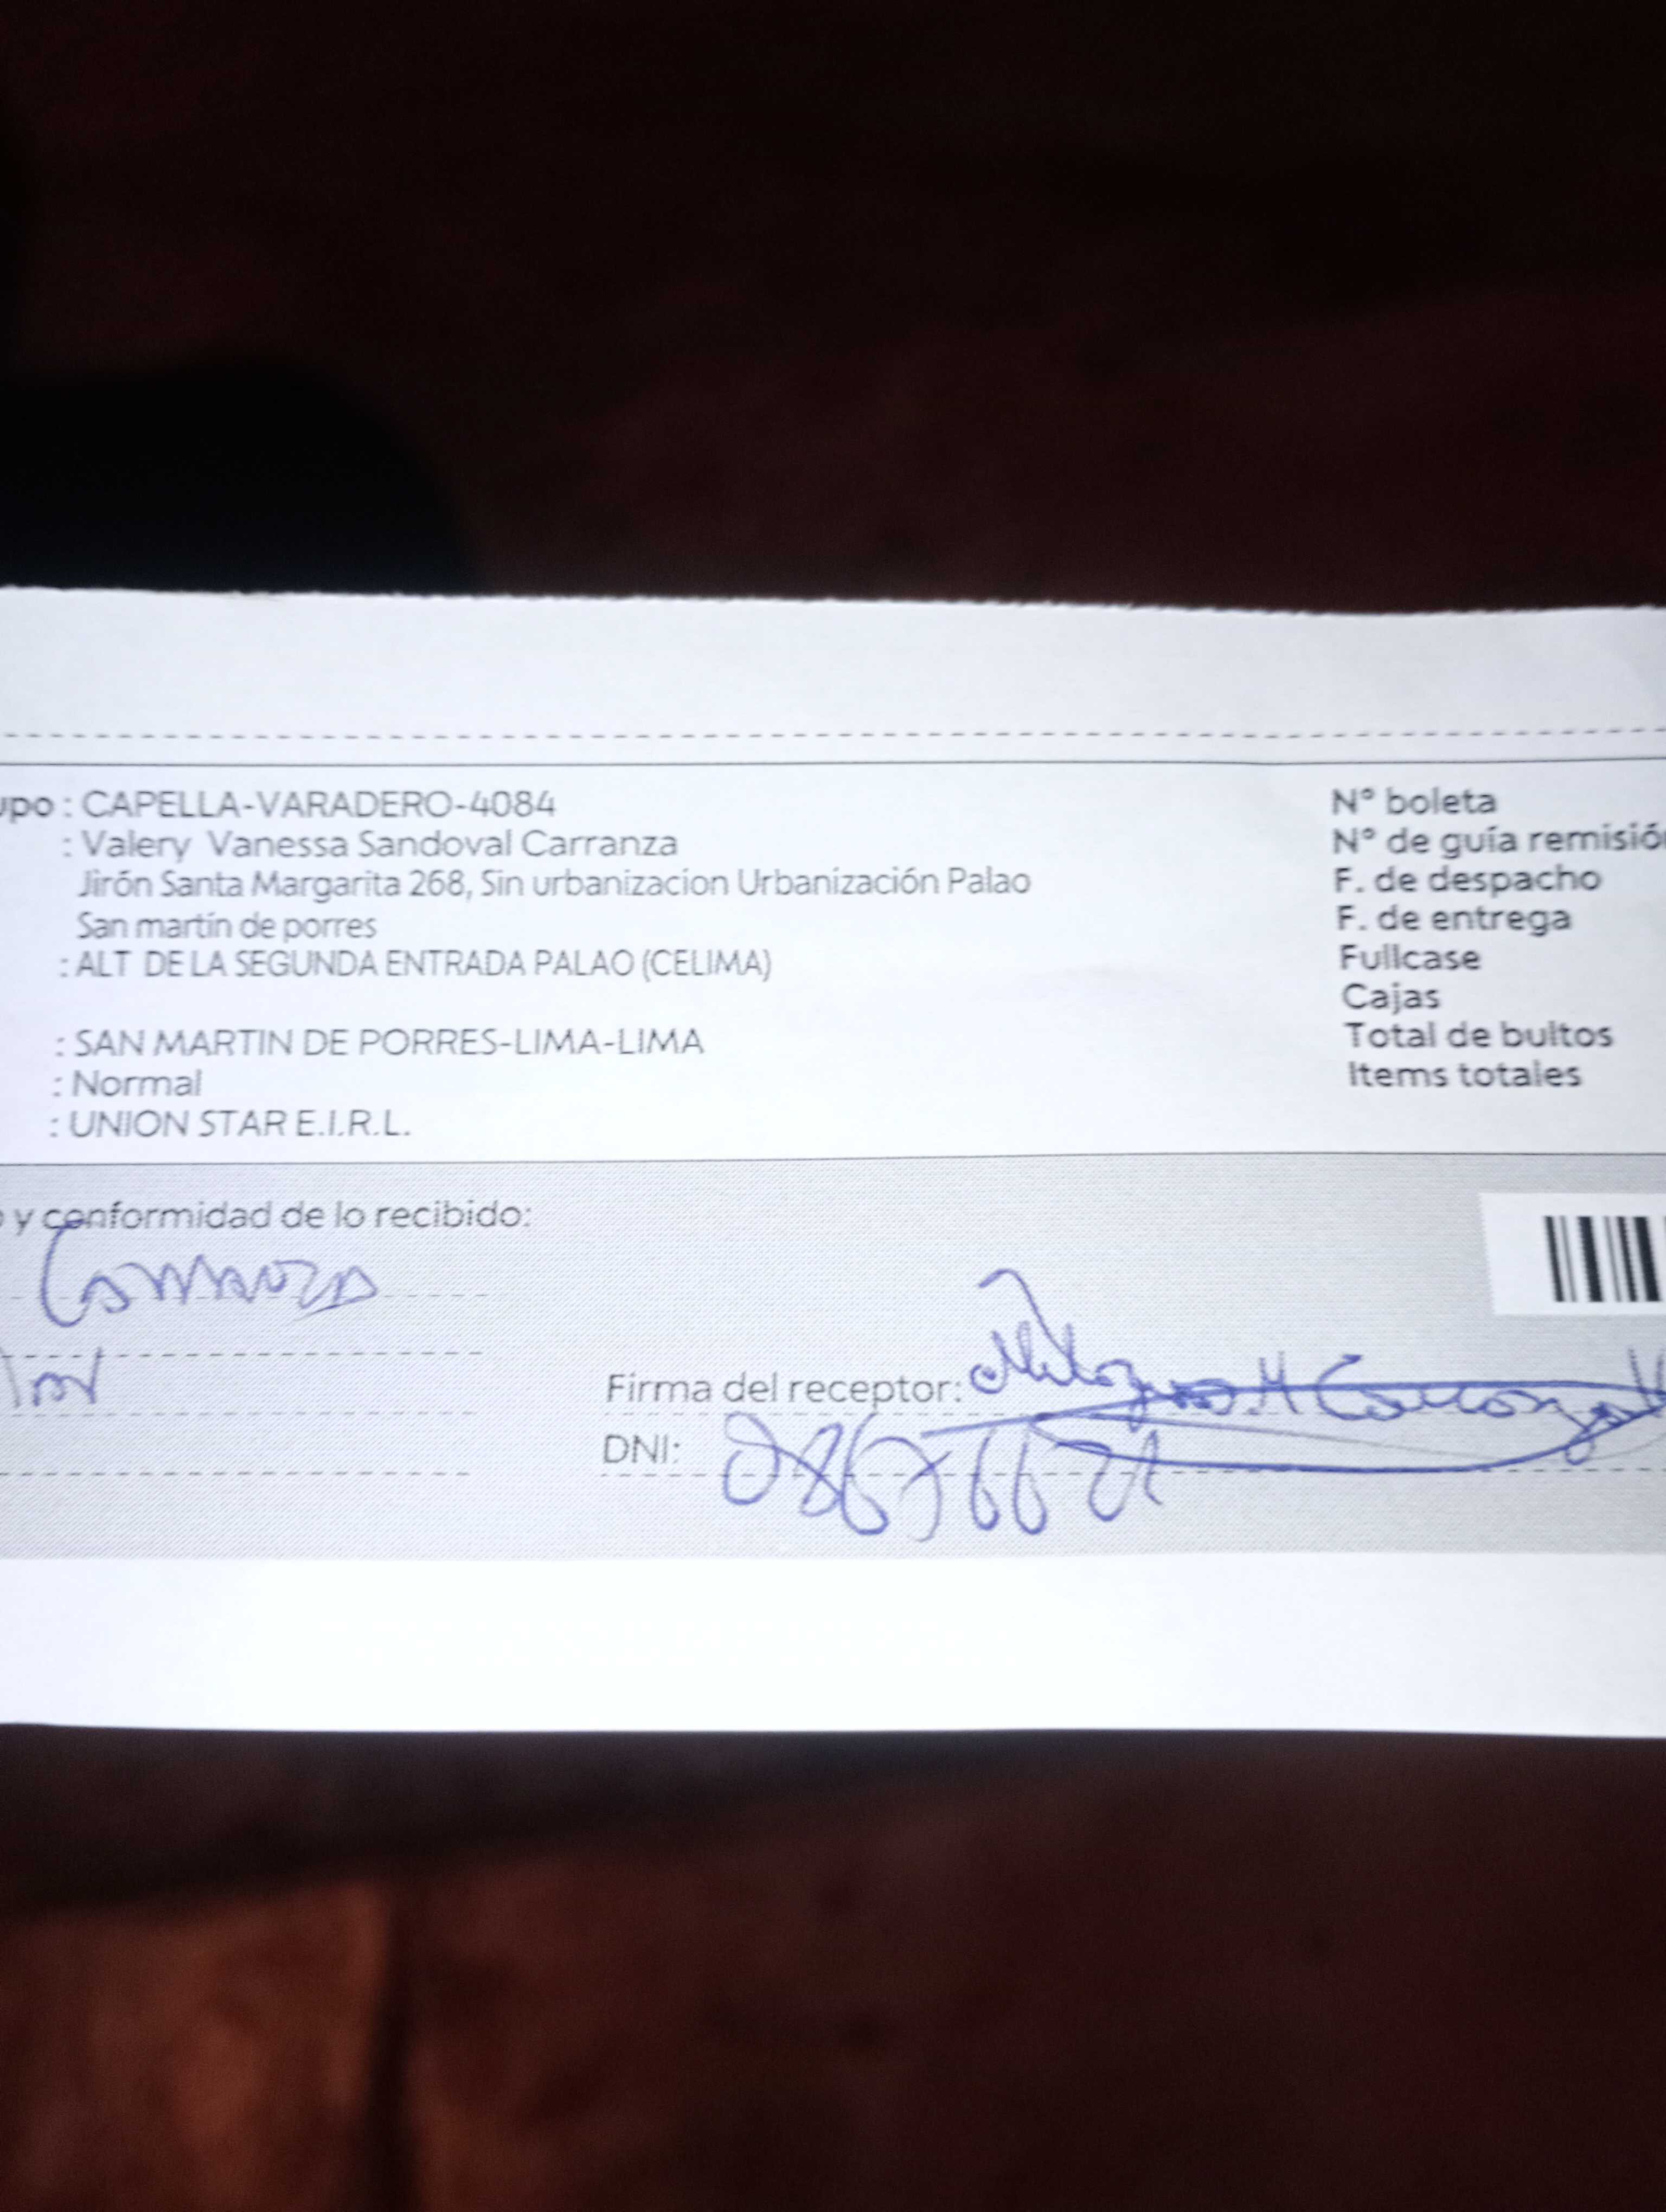 upo : CAPELLA-VARADERO-4084
: Valery Vanessa Sandoval Carranza
Jirón Santa Margarita 268, Sin urbanizacion Urbanización Palao
San martín de porres
: ALT DE LA SEGUNDA ENTRADA PALAO (CELIMA)
: SAN MARTIN DE PORRES-LIMA-LIMA
: Normal
: UNION STAR E.I.R.L.
N° boleta
N° de guía remisión
F. de despacho
F. de entrega
Fullcase
Cajas
Total de bultos
Items totales
o y conformidad de lo recibido:
Carranza
Firma del receptor:
DNI: